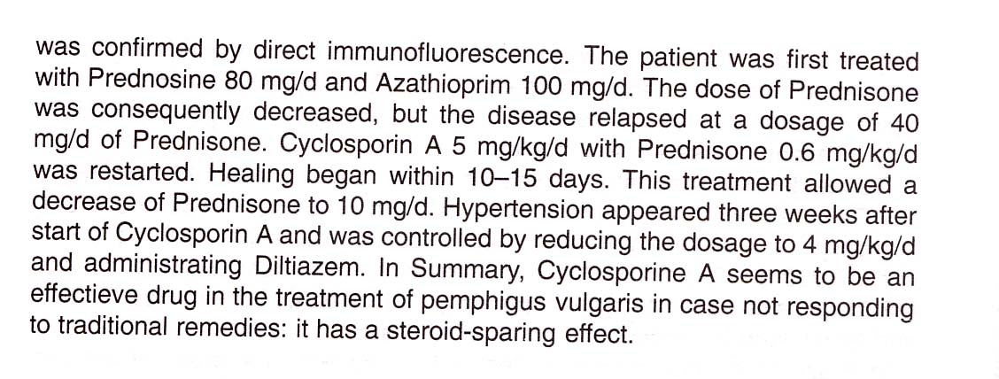 was confirmed by direct immunofluorescence. The patient was first treated
with Prednosine 80 mg/d and Azathioprim 100 mg/d. The dose of Prednisone
was consequently decreased, but the disease relapsed at a dosage of 40
mg/d of Prednisone. Cyclosporin A 5 mg/kg/d with Prednisone 0.6 mg/kg/d
was restarted. Healing began within 10–15 days. This treatment allowed a
decrease of Prednisone to 10 mg/d. Hypertension appeared three weeks after
start of Cyclosporin A and was controlled by reducing the dosage to 4 mg/kg/d
and administrating Diltiazem. In Summary, Cyclosporine A seems to be an
effectieve drug in the treatment of pemphigus vulgaris in case not responding
to traditional remedies: it has a steroid-sparing effect.